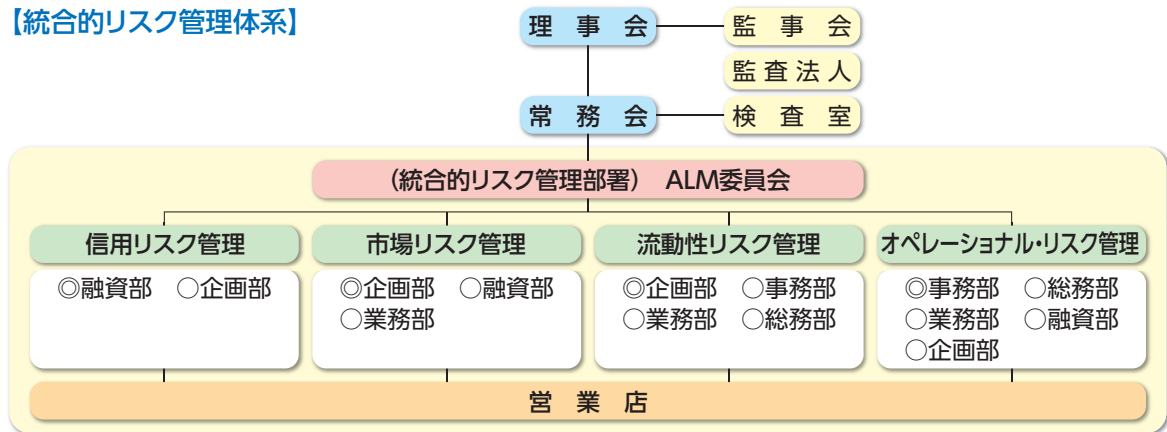 【統合的リスク管理体系】
理 事 会
監 事 会
監査法人
常 務 会
検 査 室
(統合的リスク管理部署) ALM委員会
信用リスク管理
◎融資部 ○企画部
市場リスク管理
◎企画部 ○融資部
○業務部
流動性リスク管理
◎企画部 ○事務部
○業務部 ○総務部
オペレーショナル・リスク管理
◎事務部 ○総務部
○業務部 ○融資部
○企画部
営 業 店